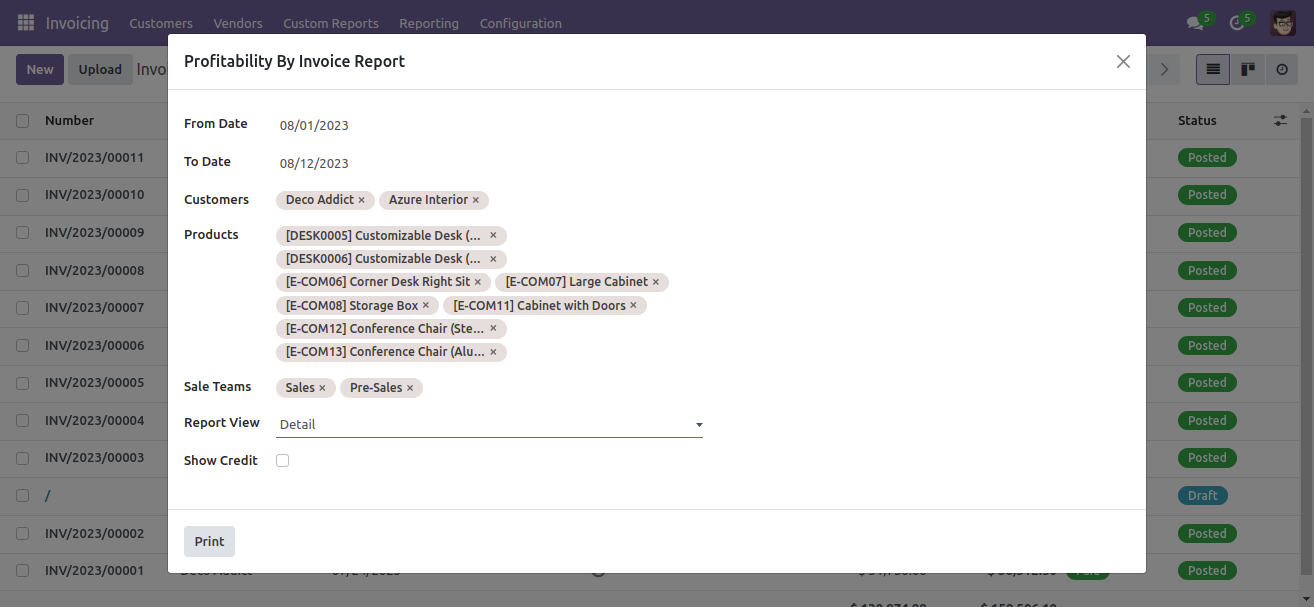 Invoicing Customers Vendors Custom Reports Reporting Configuration 5 5
New Upload Invo
Profitability By Invoice Report
Number Status
From Date 08/01/2023
INV/2023/00011 Posted
To Date 08/12/2023
INV/2023/00010 Posted
Customers Deco Addict × Azure Interior ×
INV/2023/00009 Posted
Products [DESK0005] Customizable Desk (... ×
[DESK0006] Customizable Desk (... ×
INV/2023/00008 Posted
[E-COM06] Corner Desk Right Sit × [E-COM07] Large Cabinet ×
INV/2023/00007 Posted
[E-COM08] Storage Box × [E-COM11] Cabinet with Doors ×
[E-COM12] Conference Chair (Ste... ×
INV/2023/00006 Posted
[E-COM13] Conference Chair (Alu... ×
INV/2023/00005 Posted
Sale Teams Sales × Pre-Sales ×
INV/2023/00004 Posted
Report View Detail
INV/2023/00003 Posted
Show Credit
/ Draft
INV/2023/00002 Posted
Print
INV/2023/00001 Deco Addict Posted